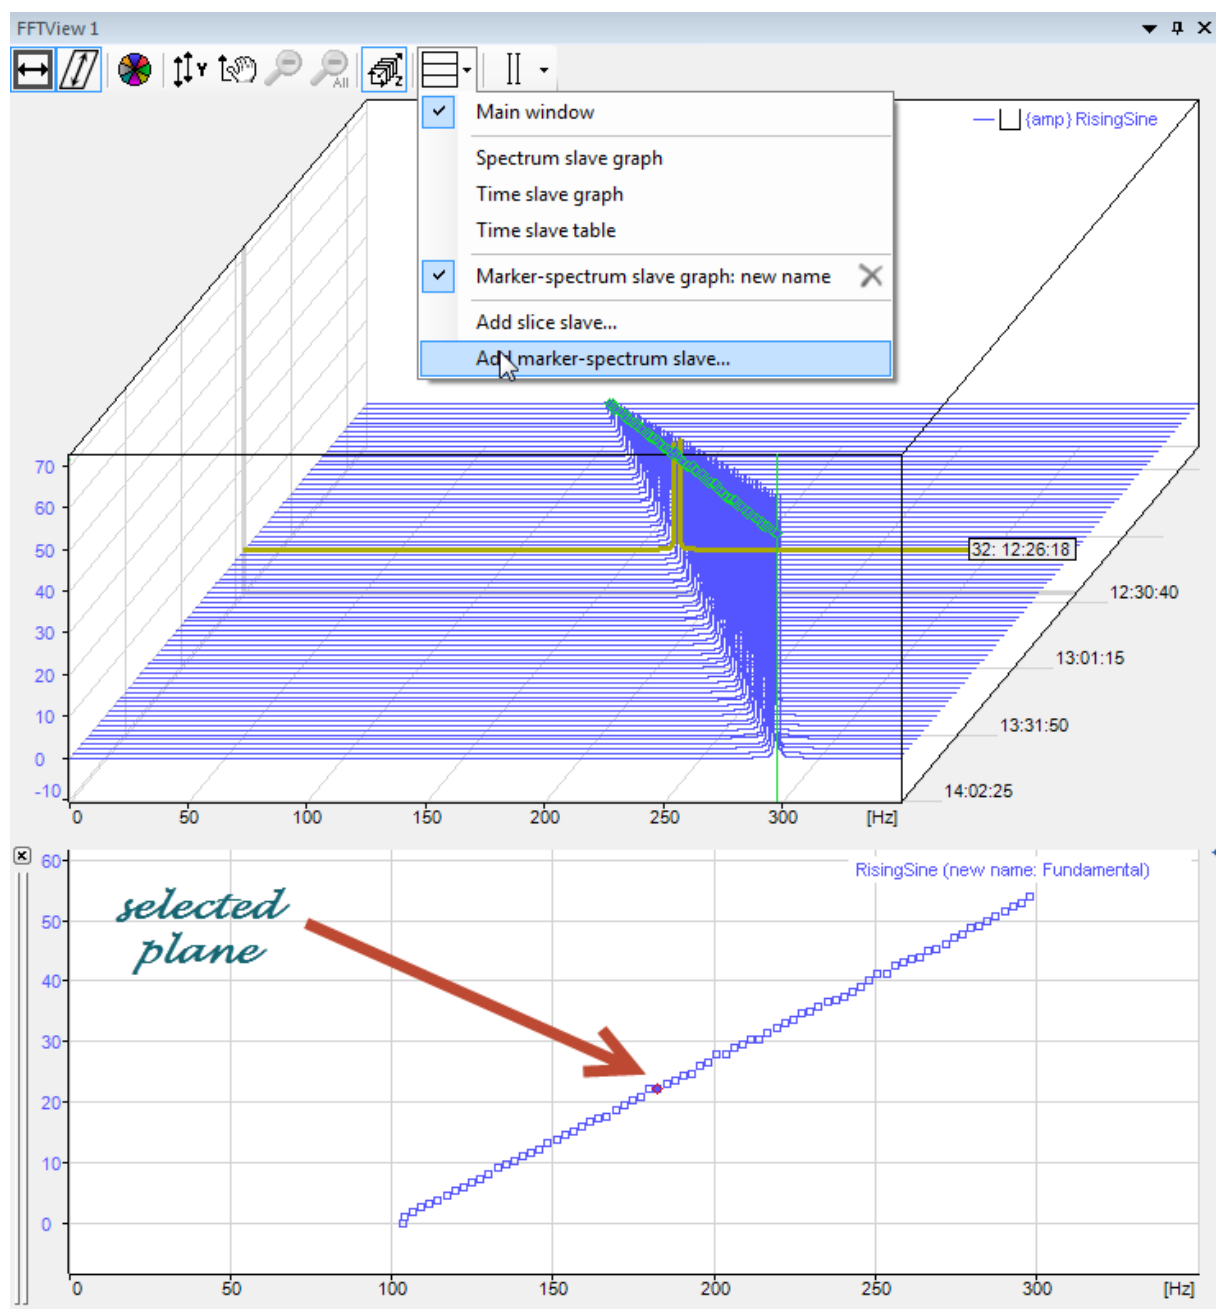 FFTView 1
Y
All
Z
Main window
Spectrum slave graph
Time slave graph
Time slave table
Marker-spectrum slave graph: new name
Add slice slave...
Add marker-spectrum slave...
{amp} RisingSine
70
60
50
40
30
20
10
0
-10
32: 12:26:18
12:30:40
13:01:15
13:31:50
14:02:25
0 50 100 150 200 250 300 [Hz]
RisingSine (new name: Fundamental)
selected
plane
60
50
40
30
20
10
0
0 50 100 150 200 250 300 [Hz]